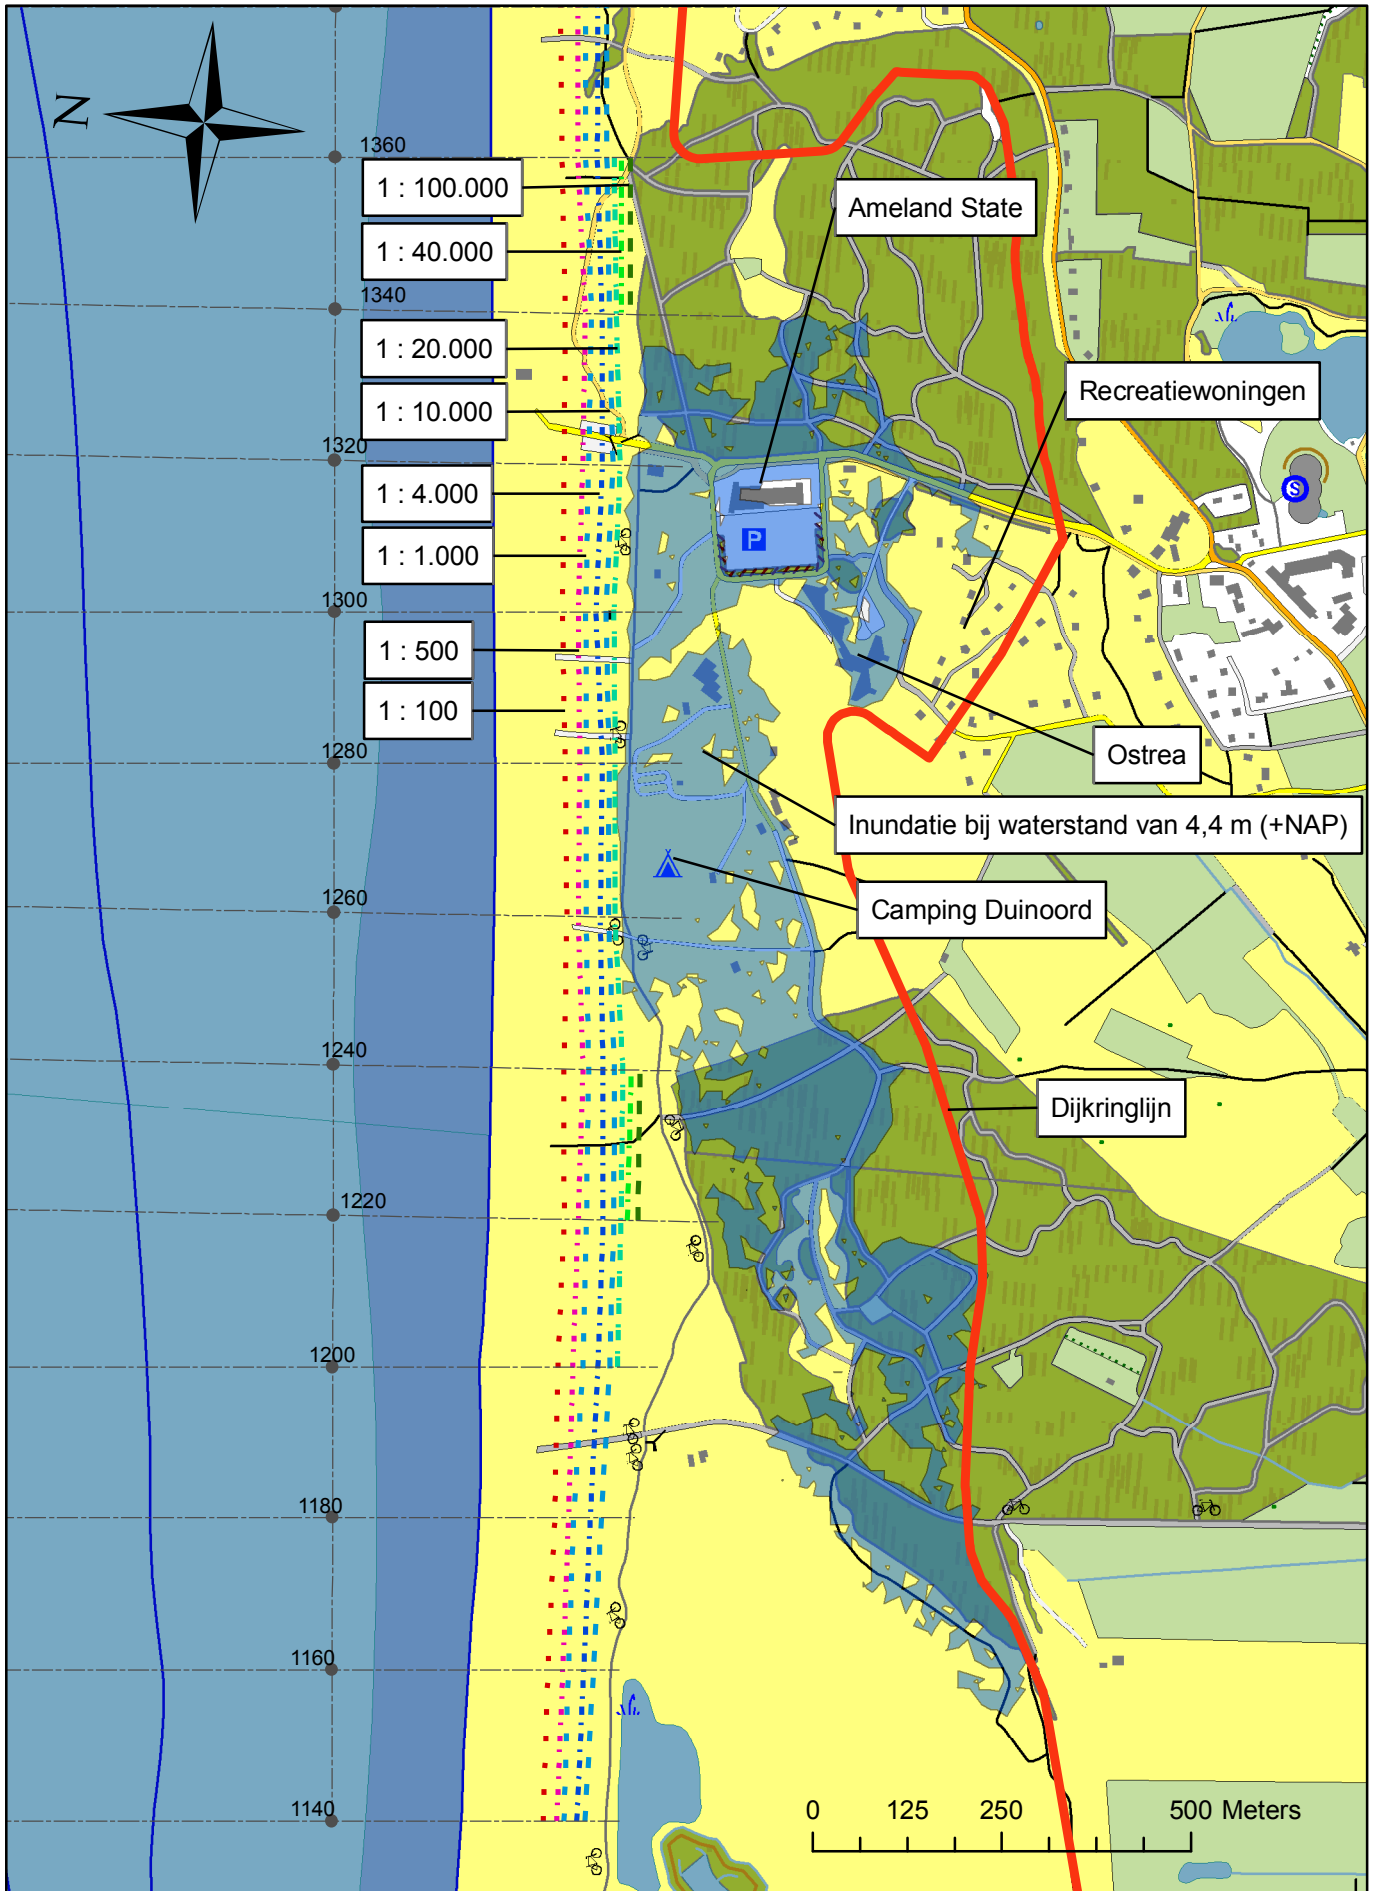 N
1360
1 : 100.000
Ameland State
1 : 40.000
1340
1 : 20.000
Recreatiewoningen
1 : 10.000
1320
1 : 4.000
S
P
1 : 1.000
1300
1 : 500
1 : 100
Ostrea
1280
Inundatie bij waterstand van 4,4 m (+NAP)
1260
Camping Duinoord
1240
Dijkringlijn
1220
1200
1180
1160
1140
0 125 250 500 Meters